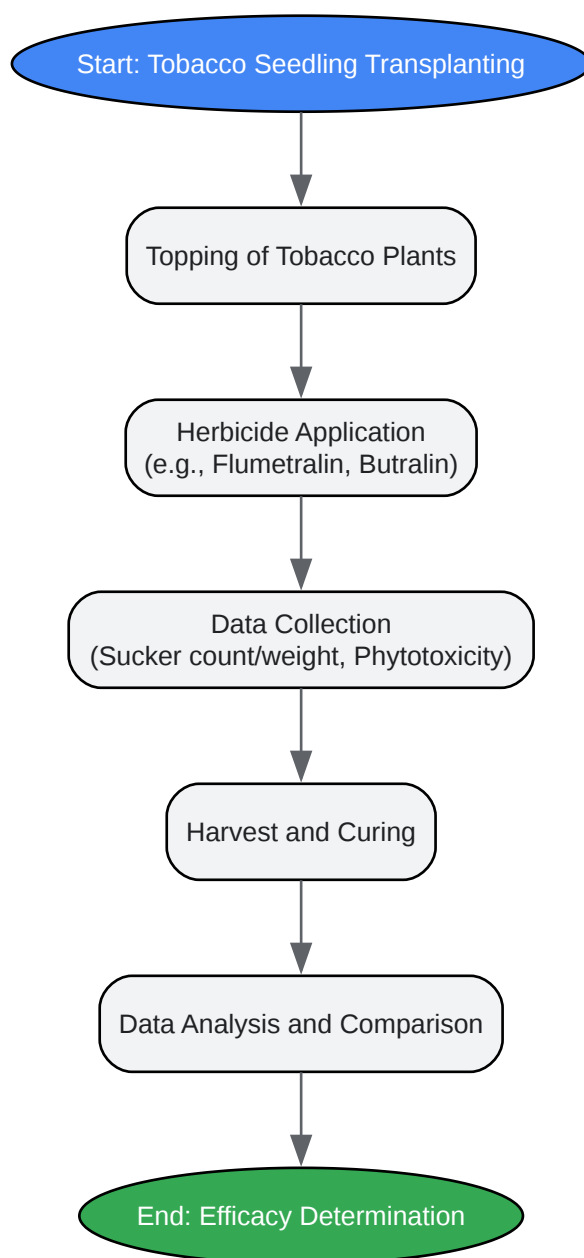 Start: Tobacco Seedling Transplanting
Topping of Tobacco Plants
Herbicide Application
(e.g., Flumetralin, Butralin)
Data Collection
(Sucker count/weight, Phytotoxicity)
Harvest and Curing
Data Analysis and Comparison
End: Efficacy Determination